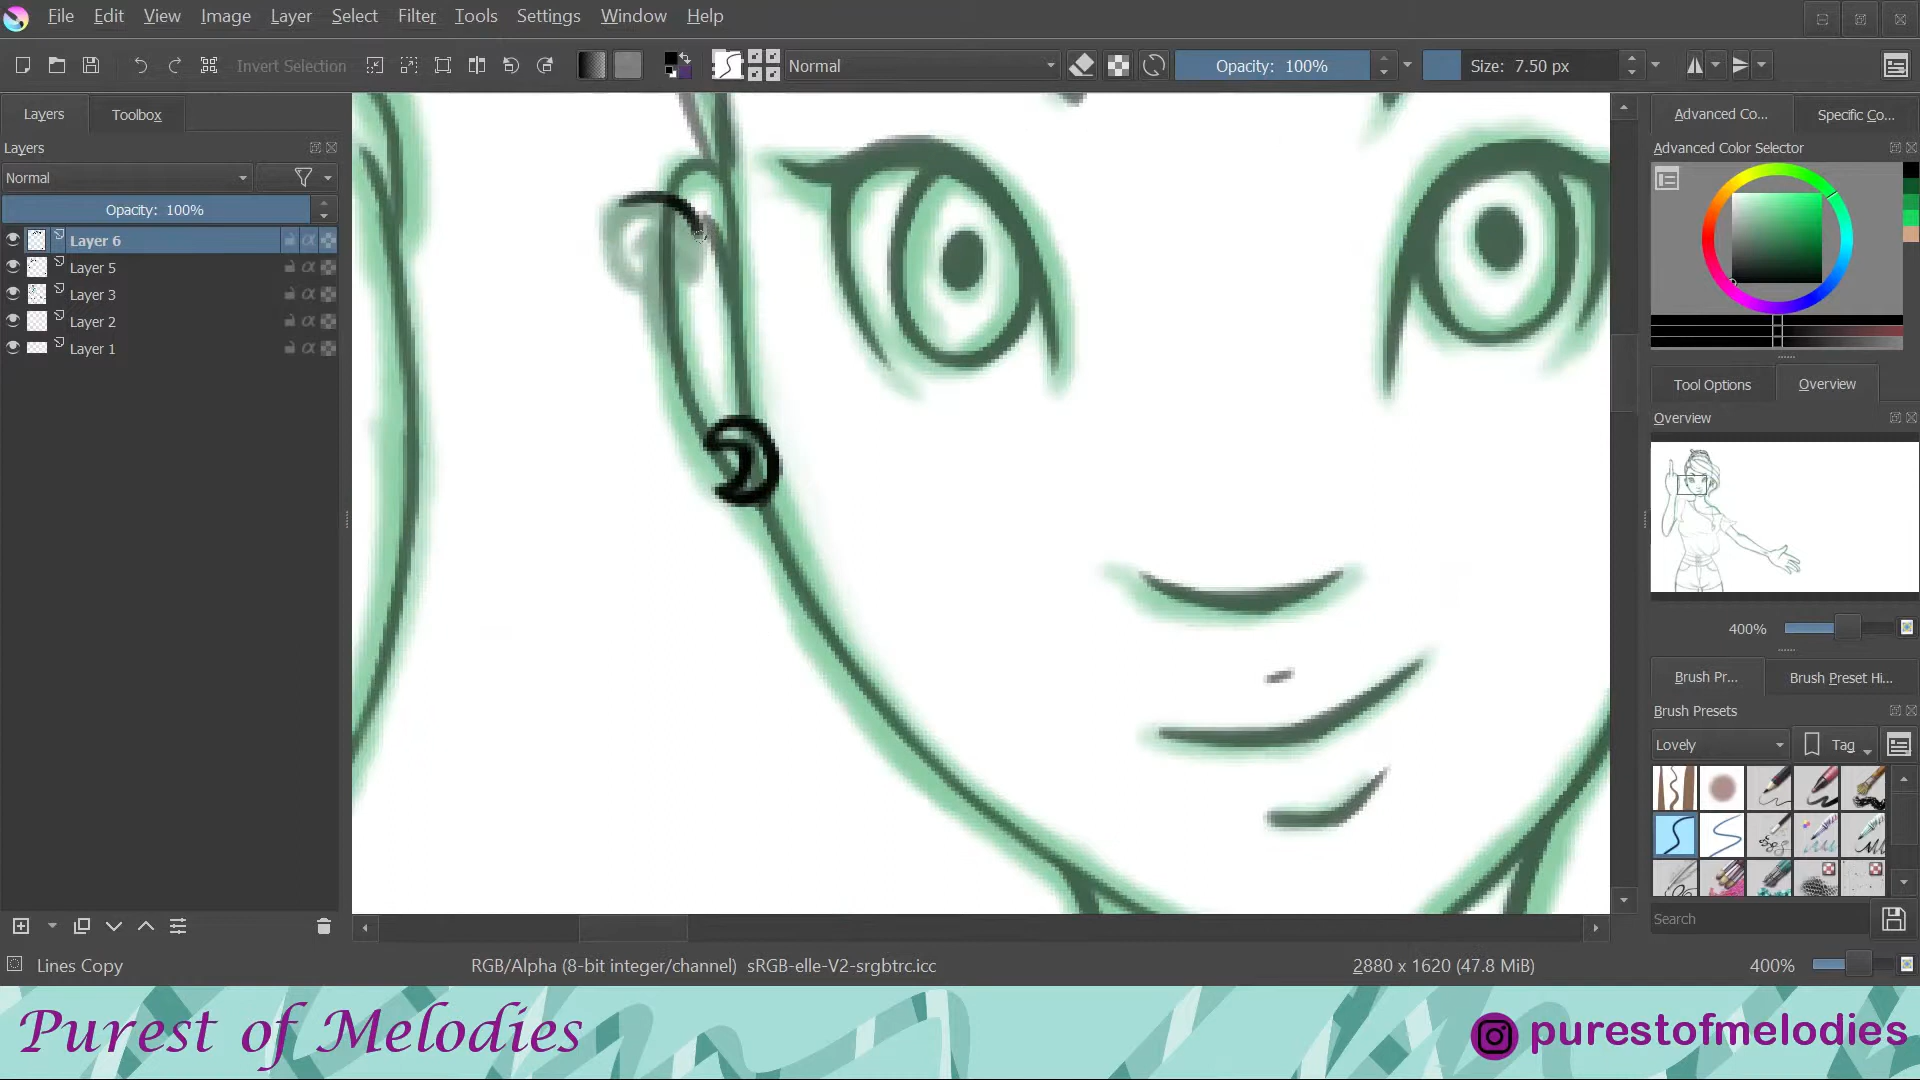 File Edit View Image Layer Select Filter Tools Settings Window Help
Invert Selection Normal Opacity: 100% Size: 7.50 px
Layers Toolbox
Advanced Co... Specific Co...
Layers
Advanced Color Selector
Normal
Opacity: 100%
Layer 6
Layer 5
Layer 3
Layer 2
Layer 1
Tool Options Overview
Overview
400%
Brush Pr... Brush Preset Hi...
Brush Presets
Lovely Tag
Search
Lines Copy RGB/Alpha (8-bit integer/channel) sRGB-elle-V2-srgbtrc.icc 2880 x 1620 (47.8 MiB) 400%
Purest of Melodies purestofmelodies